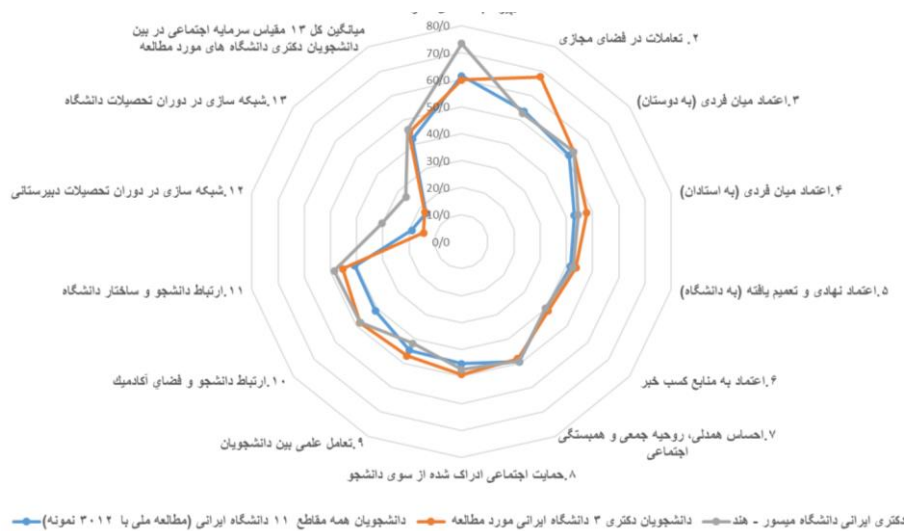 میانگین کل ۱۳ مقیاس سرمایه اجتماعی در بین
دانشجویان دکتری دانشگاه های مورد مطالعه
۲. تعاملات در فضای مجازی
۳.اعتماد میان فردی (به دوستان)
۴.اعتماد میان فردی (به استادان)
۵.اعتماد نهادی و تعمیم یافته (به دانشگاه)
۶.اعتماد به منابع کسب خبر
۷.احساس همدلی، روحیه جمعی و همبستگی
اجتماعی
۸.حمایت اجتماعی ادراک شده از سوی دانشجو
۹.تعامل علمی بین دانشجویان
۱۰.ارتباط دانشجو و فضاي آکادميك
۱۱.ارتباط دانشجو و ساختار دانشگاه
۱۲.شبکه سازی در دوران تحصیلات دبیرستانی
۱۳.شبکه سازی در دوران تحصیلات دانشگاه
80/0
70/0
60/0
50/0
40/0
30/0
20/0
10/0
0/0
دانشجویان همه مقاطع ۱۱ دانشگاه ایرانی (مطالعه ملی با ۳۰۱۲ نمونه)
دانشجویان دکتری ۳ دانشگاه ایرانی مورد مطالعه
دکتری ایرانی دانشگاه میسور - هند